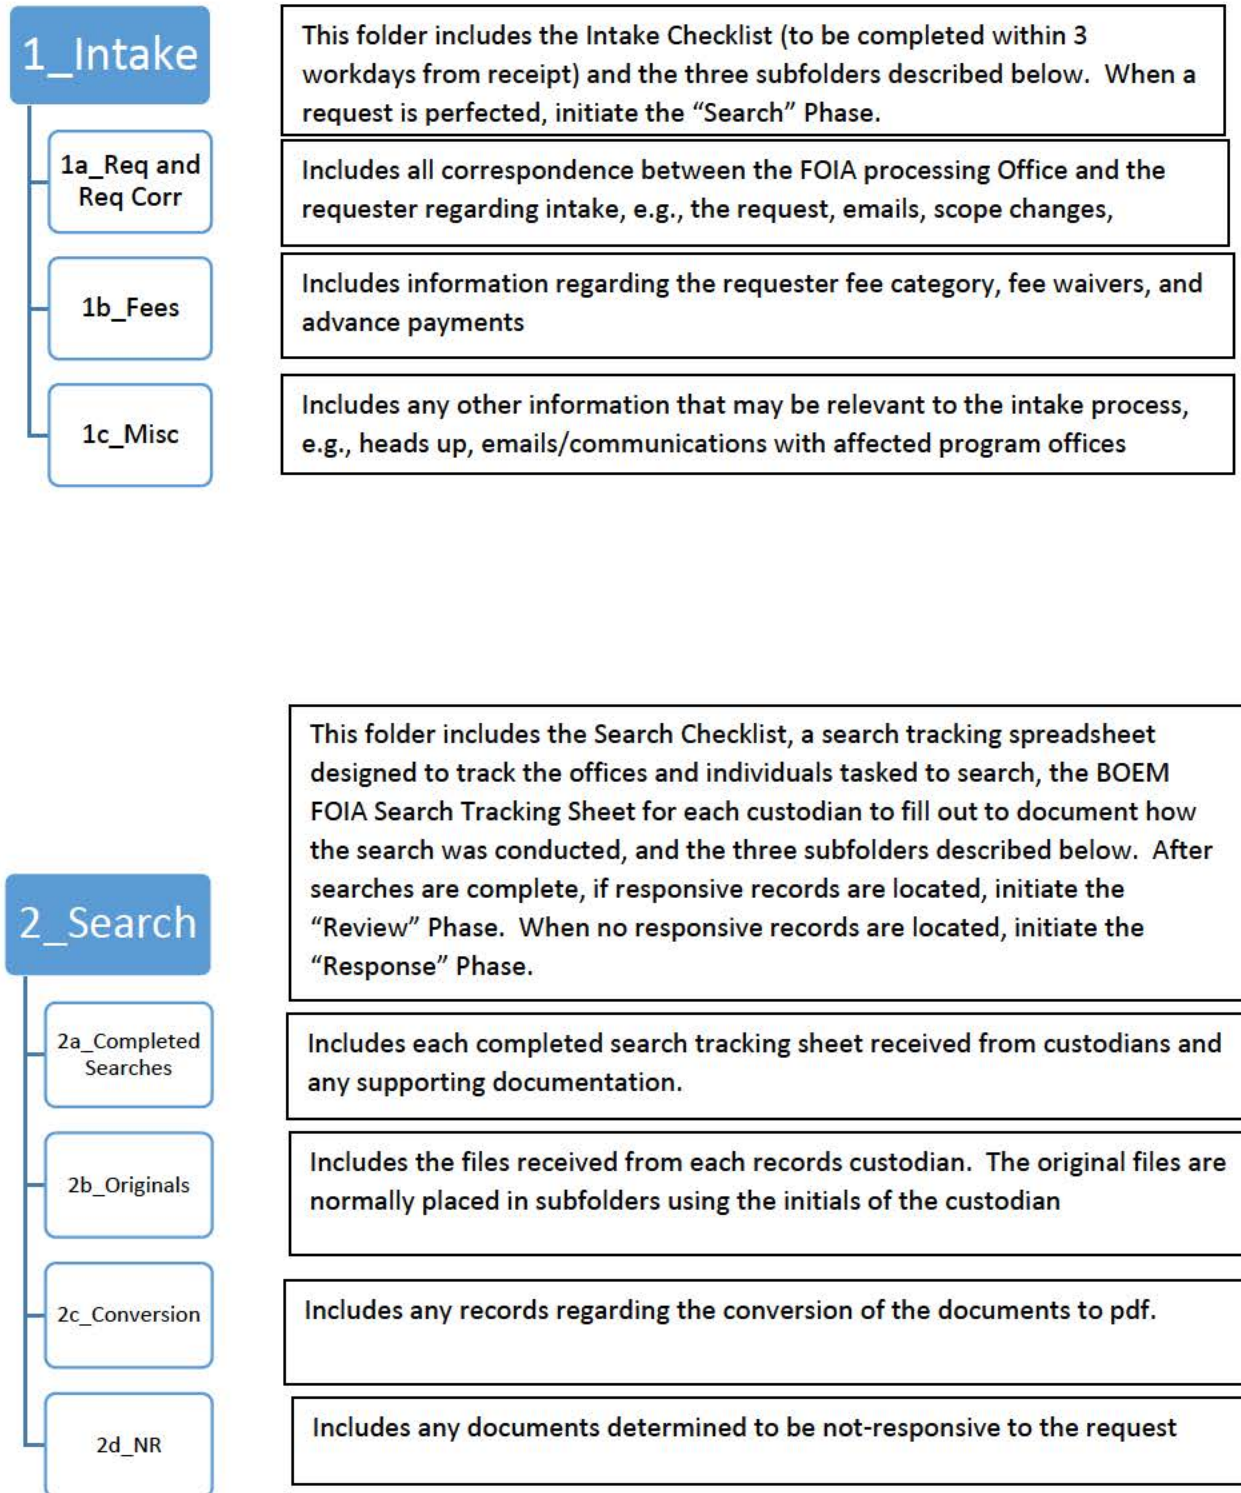 1_Intake
This folder includes the Intake Checklist (to be completed within 3
workdays from receipt) and the three subfolders described below.  When a
request is perfected, initiate the “Search” Phase.
1a_Req and
Req Corr
Includes all correspondence between the FOIA processing Office and the
requester regarding intake, e.g., the request, emails, scope changes,
1b_Fees
Includes information regarding the requester fee category, fee waivers, and
advance payments
1c_Misc
Includes any other information that may be relevant to the intake process,
e.g., heads up, emails/communications with affected program offices
2_Search
This folder includes the Search Checklist, a search tracking spreadsheet
designed to track the offices and individuals tasked to search, the BOEM
FOIA Search Tracking Sheet for each custodian to fill out to document how
the search was conducted, and the three subfolders described below.  After
searches are complete, if responsive records are located, initiate the
“Review” Phase.  When no responsive records are located, initiate the
“Response” Phase.
2a_Completed
Searches
Includes each completed search tracking sheet received from custodians and
any supporting documentation.
2b_Originals
Includes the files received from each records custodian.  The original files are
normally placed in subfolders using the initials of the custodian
2c_Conversion
Includes any records regarding the conversion of the documents to pdf.
2d_NR
Includes any documents determined to be not-responsive to the request